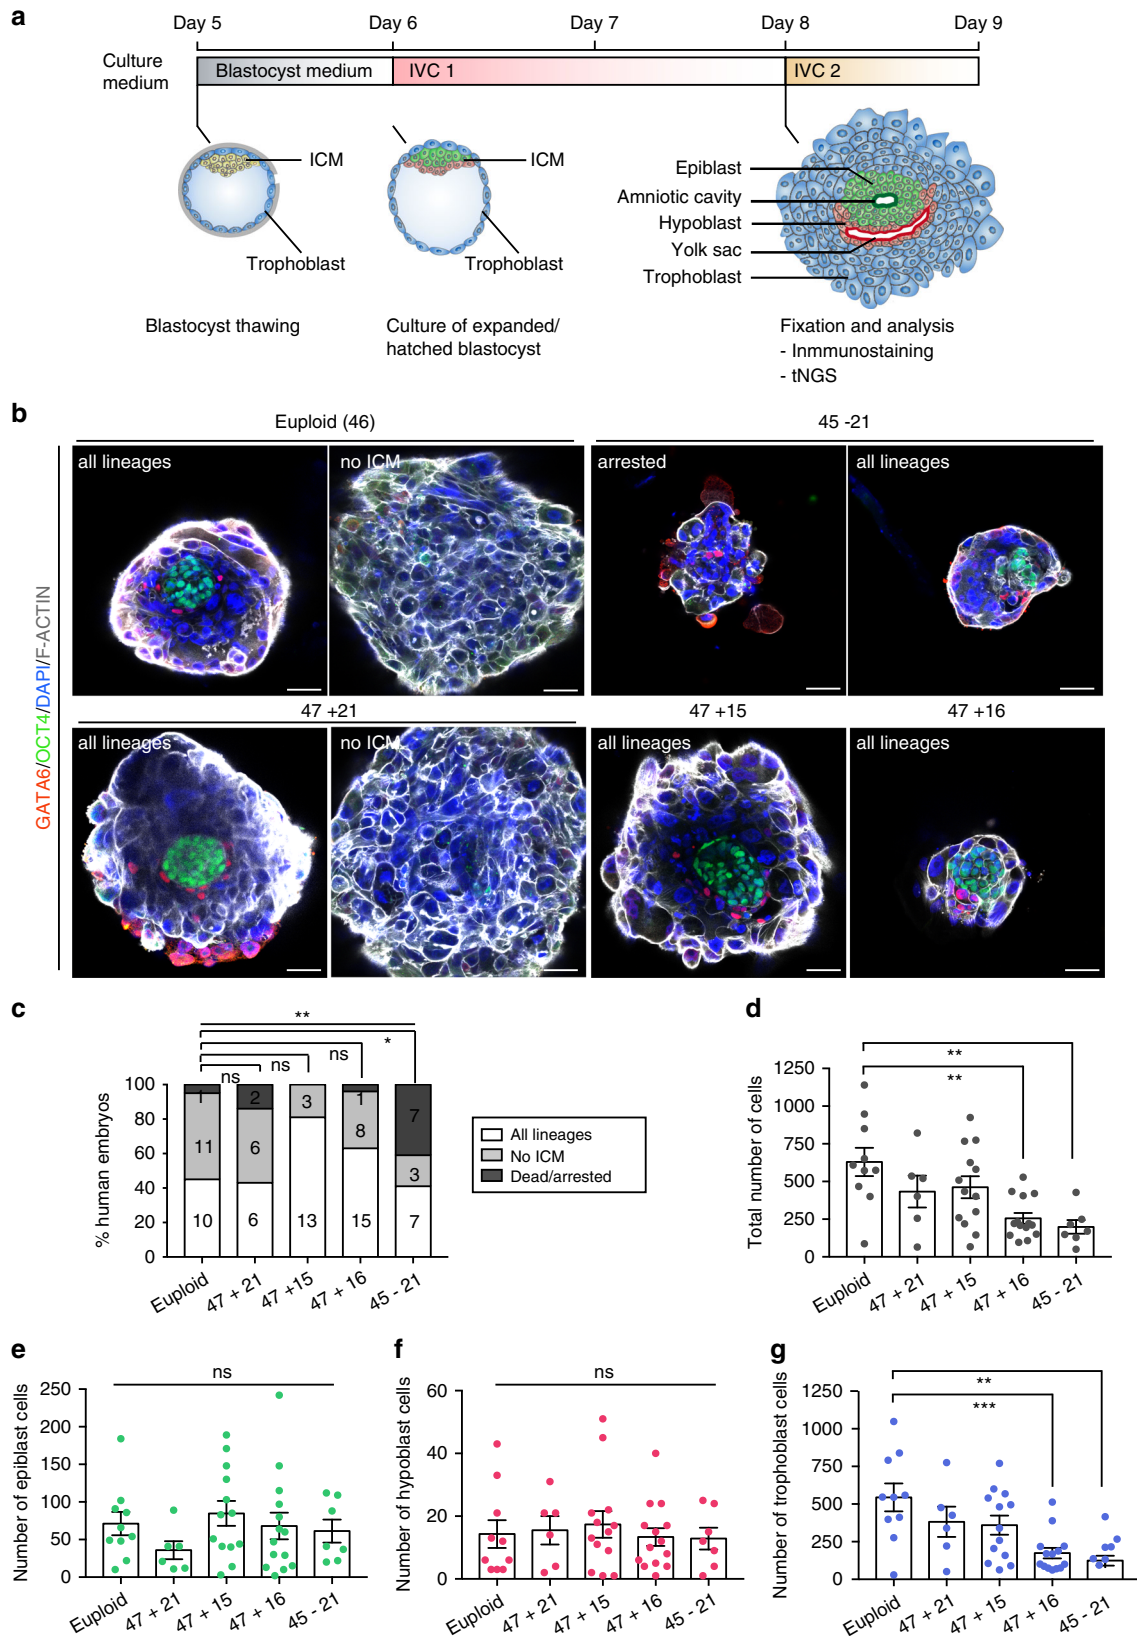 a
Day 5
Day 6
Day 7
Day 8
Day 9
Culture
medium
Blastocyst medium
IVC 1
IVC 2
ICM
Trophoblast
ICM
Trophoblast
Epiblast
Amniotic cavity
Hypoblast
Yolk sac
Trophoblast
Blastocyst thawing
Culture of expanded/
hatched blastocyst
Fixation and analysis
- Inmmunostaining
- tNGS
b
Euploid (46)
45 -21
GATA6/OCT4/DAPI/F-ACTIN
all lineages
no ICM
arrested
all lineages
47 +21
47 +15
47 +16
all lineages
no ICM
all lineages
all lineages
c
**
*
ns
ns
ns
% human embryos
100
80
60
40
20
0
1
11
10
2
6
6
3
13
1
8
15
7
3
7
Euploid
47 + 21
47 +15
47 + 16
45 - 21
All lineages
No ICM
Dead/arrested
d
**
**
Total number of cells
1250
1000
750
500
250
0
Euploid
47 + 21
47 + 15
47 + 16
45 - 21
e
ns
Number of epiblast cells
250
200
150
100
50
0
Euploid
47 + 21
47 + 15
47 + 16
45 - 21
f
ns
Number of hypoblast cells
60
40
20
0
Euploid
47 + 21
47 + 15
47 + 16
45 - 21
g
**
***
Number of trophoblast cells
1250
1000
750
500
250
0
Euploid
47 + 21
47 + 15
47 + 16
45 - 21